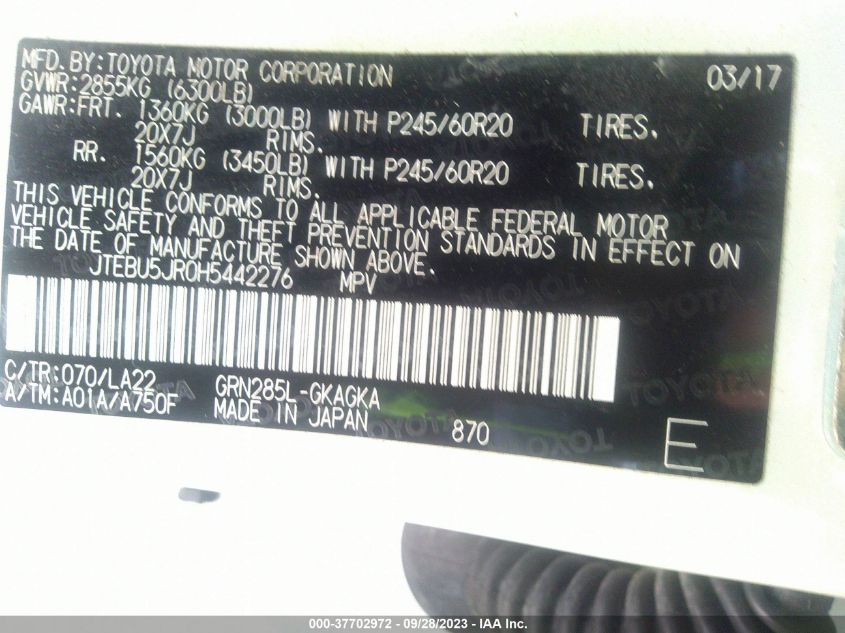 MFD.BY:TOYOTA MOTOR CORPORATION 03/17
GVWR:2855KG (6300LB)
GAWR:FRT. 1360KG (3000LB) WITH P245/60R20 TIRES.
20X7J RIMS.
RR. 1560KG (3450LB) WITH P245/60R20 TIRES.
20X7J RIMS.
THIS VEHICLE CONFORMS TO ALL APPLICABLE FEDERAL MOTOR
VEHICLE SAFETY AND THEFT PREVENTION STANDARDS IN EFFECT ON
THE DATE OF MANUFACTURE SHOWN ABOVE.
JTEBU5JR0H5442276 MPV
C/TR:070/LA22 GRN285L-GKAGKA
A/TM:A01A/A750F MADE IN JAPAN 870 E
000-37702972 - 09/28/2023 - IAA Inc.